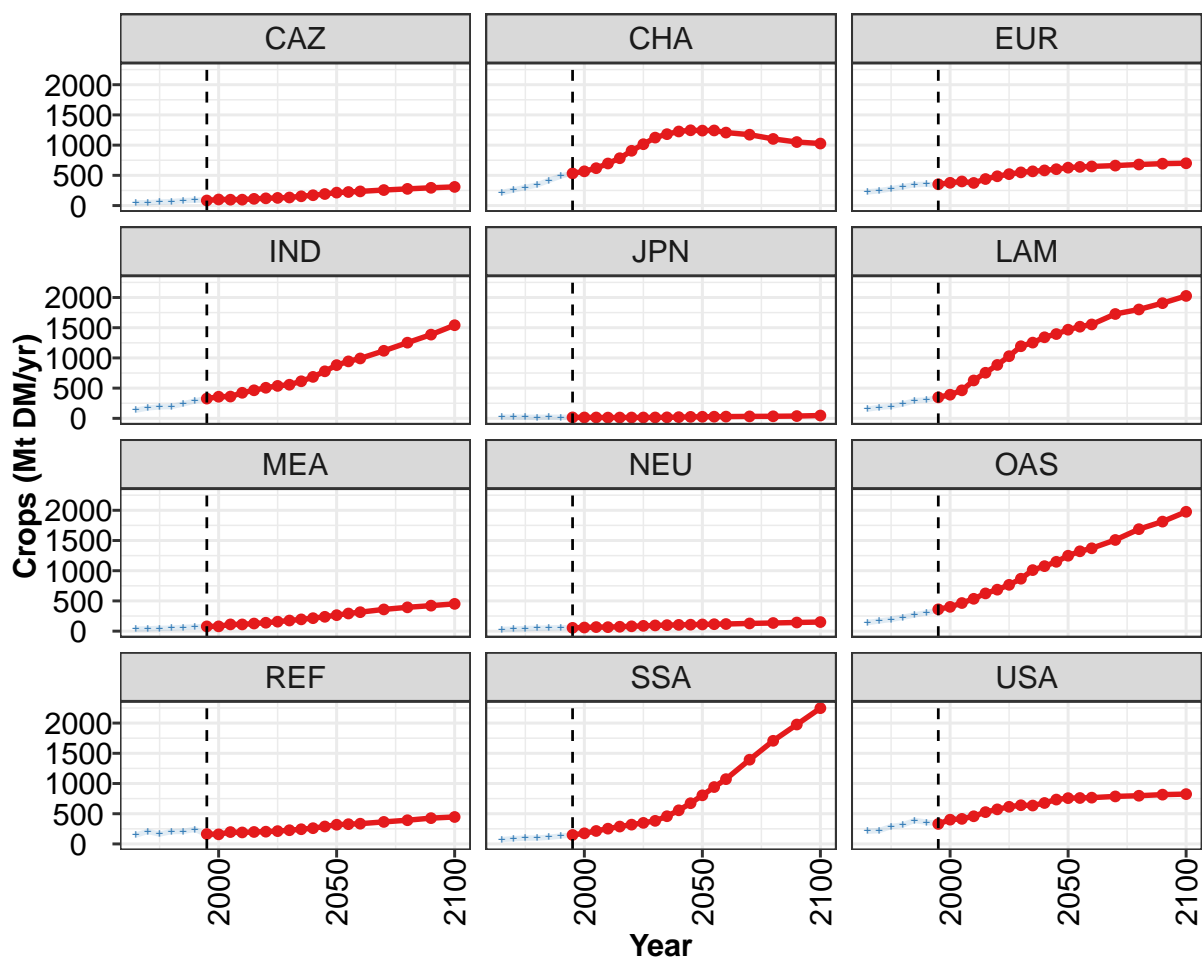 CAZ CHA EUR
2000
1500
1000
500
0
IND JPN LAM
2000
1500
1000
500
0
MEA NEU OAS
2000
1500
1000
500
0
REF SSA USA
2000
1500
1000
500
0
Crops (Mt DM/yr)
2000 2050 2100 2000 2050 2100 2000 2050 2100
Year